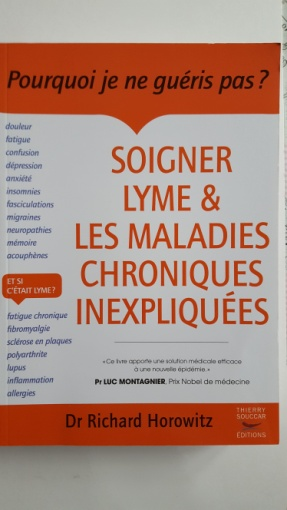 Pourquoi je ne guéris pas ?
douleur
fatigue
confusion
dépression
anxiété
insomnies
fasciculations
migraines
neuropathies
mémoire
acouphènes
ET SI
C'ÉTAIT LYME ?
fatigue chronique
fibromyalgie
sclérose en plaques
polyarthrite
lupus
inflammation
allergies
SOIGNER
LYME &
LES MALADIES
CHRONIQUES
INEXPLIQUÉES
«Ce livre apporte une solution médicale efficace
à une nouvelle épidémie.»
Pr LUC MONTAGNIER, Prix Nobel de médecine
Dr Richard Horowitz
THIERRY
SOUCCAR
ÉDITIONS